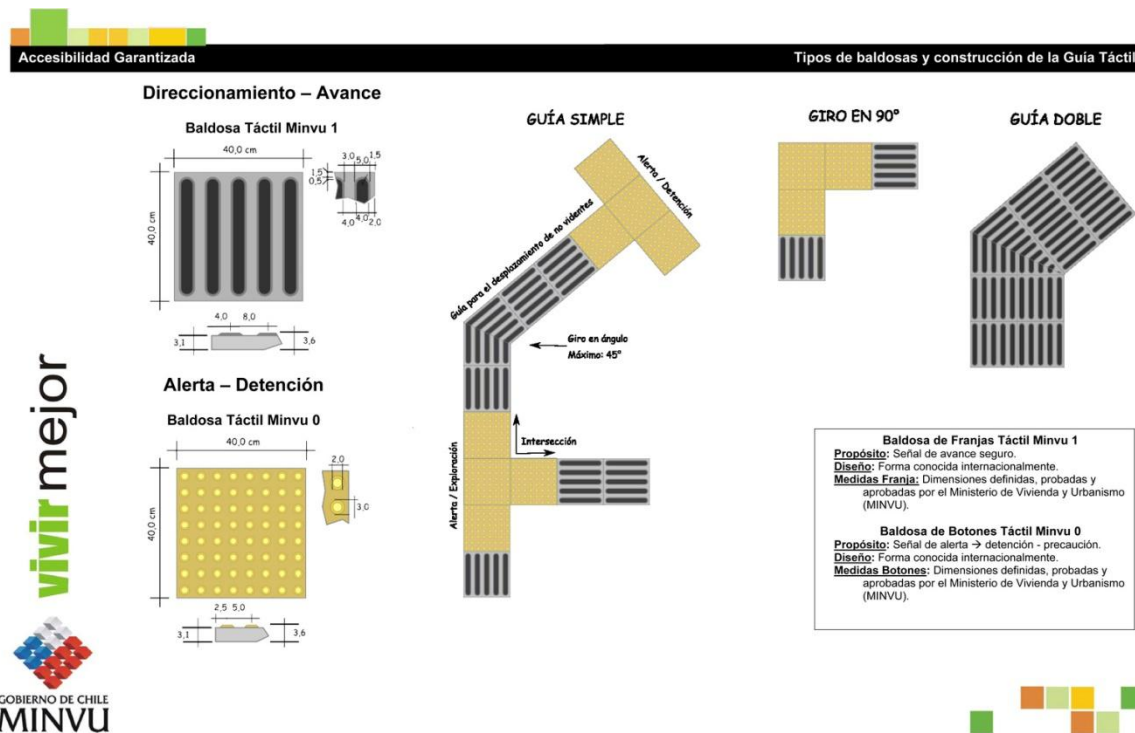 Accesibilidad Garantizada
Tipos de baldosas y construcción de la Guía Táctil
Direccionamiento – Avance
Baldosa Táctil Minvu 1
40,0 cm
40,0 cm
3,0
5,0
1,5
1,5
0,5
4,0
4,0
2,0
4,0
8,0
3,1
3,6
Alerta – Detención
Baldosa Táctil Minvu 0
40,0 cm
40,0 cm
2,0
3,0
2,5
5,0
3,1
3,6
GUÍA SIMPLE
Alerta / Detención
Guía para el desplazamiento de no videntes
Giro en ángulo
Máximo: 45°
Intersección
Alerta / Exploración
GIRO EN 90°
GUÍA DOBLE
Baldosa de Franjas Táctil Minvu 1
Propósito: Señal de avance seguro.
Diseño: Forma conocida internacionalmente.
Medidas Franja: Dimensiones definidas, probadas y
aprobadas por el Ministerio de Vivienda y Urbanismo
(MINVU).
Baldosa de Botones Táctil Minvu 0
Propósito: Señal de alerta → detención - precaución.
Diseño: Forma conocida internacionalmente.
Medidas Botones: Dimensiones definidas, probadas y
aprobadas por el Ministerio de Vivienda y Urbanismo
(MINVU).
vivirmejor
GOBIERNO DE CHILE
MINVU